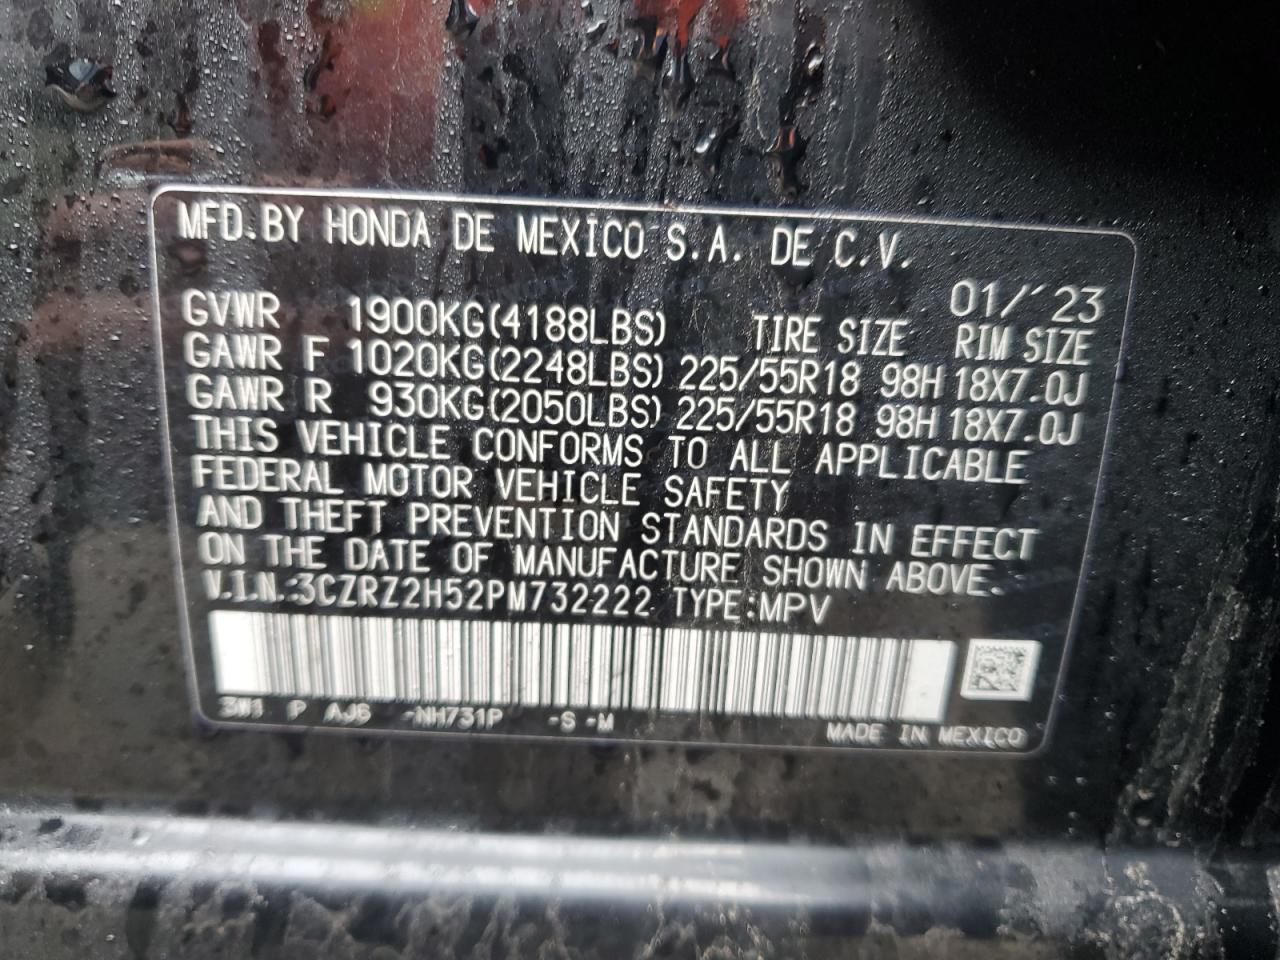 MFD. BY HONDA DE MEXICO S.A. DE C.V.
01/'23
GVWR 1900KG(4188LBS) TIRE SIZE RIM SIZE
GAWR F 1020KG(2248LBS) 225/55R18 98H 18X7.0J
GAWR R 930KG(2050LBS) 225/55R18 98H 18X7.0J
THIS VEHICLE CONFORMS TO ALL APPLICABLE
FEDERAL MOTOR VEHICLE SAFETY
AND THEFT PREVENTION STANDARDS IN EFFECT
ON THE DATE OF MANUFACTURE SHOWN ABOVE.
V.I.N.:3CZRZ2H52PM732222 TYPE:MPV
3W1 P AJ6 -NH731P -S -M
MADE IN MEXICO